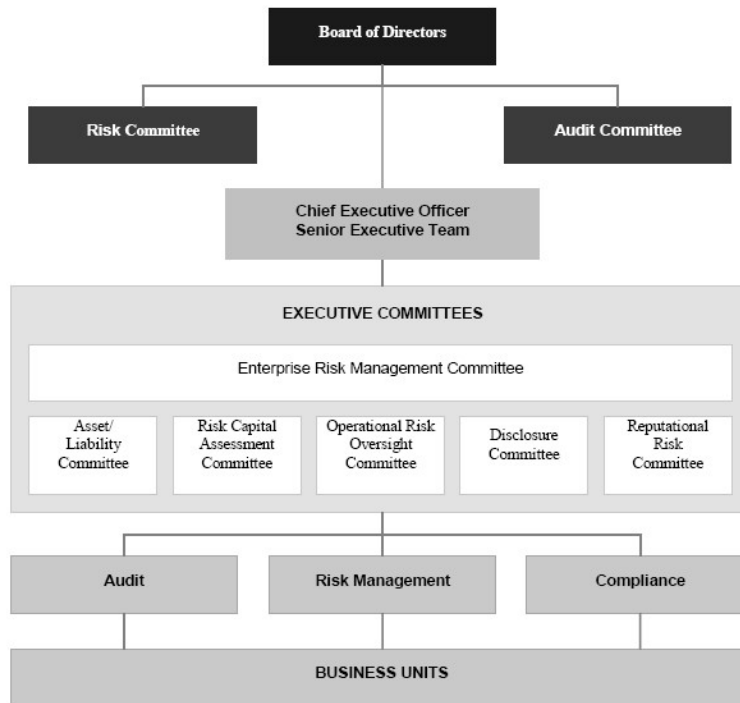 Board of Directors
Risk Committee
Audit Committee
Chief Executive Officer
Senior Executive Team
EXECUTIVE COMMITTEES
Enterprise Risk Management Committee
Asset/
Liability
Committee
Risk Capital
Assessment
Committee
Operational Risk
Oversight
Committee
Disclosure
Committee
Reputational
Risk
Committee
Audit
Risk Management
Compliance
BUSINESS UNITS